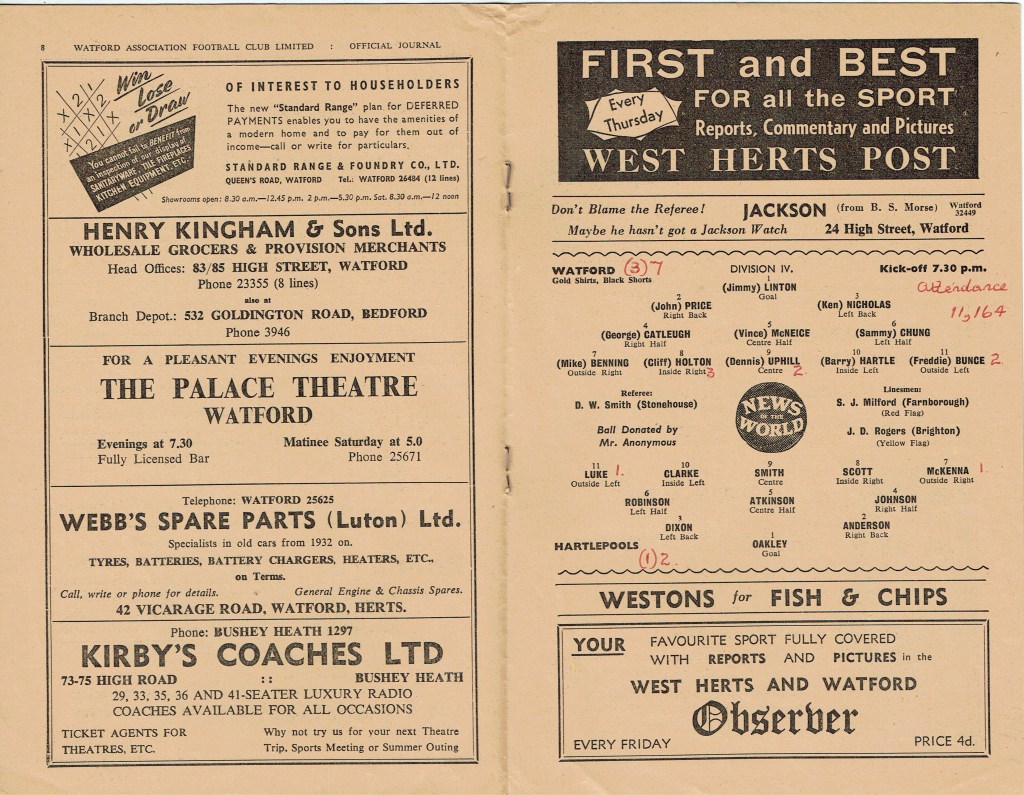 8 WATFORD ASSOCIATION FOOTBALL CLUB LIMITED : OFFICIAL JOURNAL
Win
Lose
or Draw
You cannot fail to BENEFIT from
an inspection of our display of
SANITARYWARE · TILE FIREPLACES
KITCHEN EQUIPMENT, ETC.
OF INTEREST TO HOUSEHOLDERS
The new "Standard Range" plan for DEFERRED
PAYMENTS enables you to have the amenities of
a modern home and to pay for them out of
income—call or write for particulars.
STANDARD RANGE & FOUNDRY CO., LTD.
QUEEN'S ROAD, WATFORD Tel.: WATFORD 26484 (12 lines)
Showrooms open: 8.30 a.m.—12.45 p.m. 2 p.m.—5.30 p.m. Sat. 8.30 a.m.—12 noon
HENRY KINGHAM & Sons Ltd.
WHOLESALE GROCERS & PROVISION MERCHANTS
Head Offices: 83/85 HIGH STREET, WATFORD
Phone 23355 (8 lines)
also at
Branch Depot.: 532 GOLDINGTON ROAD, BEDFORD
Phone 3946
FOR A PLEASANT EVENINGS ENJOYMENT
THE PALACE THEATRE
WATFORD
Evenings at 7.30 Matinee Saturday at 5.0
Fully Licensed Bar Phone 25671
Telephone: WATFORD 25625
WEBB'S SPARE PARTS (Luton) Ltd.
Specialists in old cars from 1932 on.
TYRES, BATTERIES, BATTERY CHARGERS, HEATERS, ETC.,
on Terms.
Call, write or phone for details. General Engine & Chassis Spares.
42 VICARAGE ROAD, WATFORD, HERTS.
Phone: BUSHEY HEATH 1297
KIRBY'S COACHES LTD
73-75 HIGH ROAD :: BUSHEY HEATH
29, 33, 35, 36 AND 41-SEATER LUXURY RADIO
COACHES AVAILABLE FOR ALL OCCASIONS
TICKET AGENTS FOR Why not try us for your next Theatre
THEATRES, ETC. Trip, Sports Meeting or Summer Outing
FIRST and BEST
Every
Thursday
FOR all the SPORT
Reports, Commentary and Pictures
WEST HERTS POST
Don't Blame the Referee! JACKSON (from B. S. Morse) Watford
32449
Maybe he hasn't got a Jackson Watch 24 High Street, Watford
WATFORD (3) 7 DIVISION IV. Kick-off 7.30 p.m.
Gold Shirts, Black Shorts
Attendance
11,164
1
(Jimmy) LINTON
Goal
2 3
(John) PRICE (Ken) NICHOLAS
Right Back Left Back
4 5 6
(George) CATLEUGH (Vince) McNEICE (Sammy) CHUNG
Right Half Centre Half Left Half
7 8 9 10 11
(Mike) BENNING (Cliff) HOLTON (Dennis) UPHILL (Barry) HARTLE (Freddie) BUNCE 2.
Outside Right Inside Right 3 Centre 2. Inside Left Outside Left
Referee: Linesmen:
D. W. Smith (Stonehouse) S. J. Milford (Farnborough)
(Red Flag)
NEWS
OF THE
WORLD
Ball Donated by J. D. Rogers (Brighton)
Mr. Anonymous (Yellow Flag)
11 10 9 8 7
LUKE 1. CLARKE SMITH SCOTT McKENNA 1
Outside Left Inside Left Centre Inside Right Outside Right
6 5 4
ROBINSON ATKINSON JOHNSON
Left Half Centre Half Right Half
3 2
DIXON ANDERSON
Left Back Right Back
1
OAKLEY
Goal
HARTLEPOOLS (1) 2.
WESTONS for FISH & CHIPS
YOUR FAVOURITE SPORT FULLY COVERED
WITH REPORTS AND PICTURES in the
WEST HERTS AND WATFORD
Observer
EVERY FRIDAY PRICE 4d.